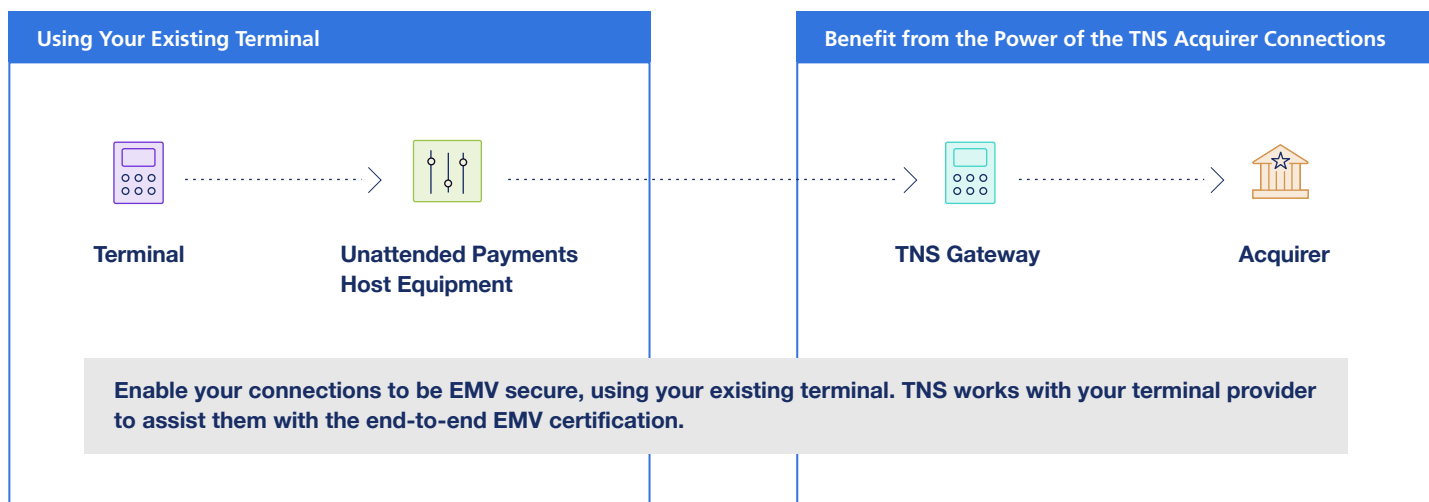 Using Your Existing Terminal
Benefit from the Power of the TNS Acquirer Connections
Terminal
Unattended Payments
Host Equipment
TNS Gateway
Acquirer
Enable your connections to be EMV secure, using your existing terminal. TNS works with your terminal provider
to assist them with the end-to-end EMV certification.